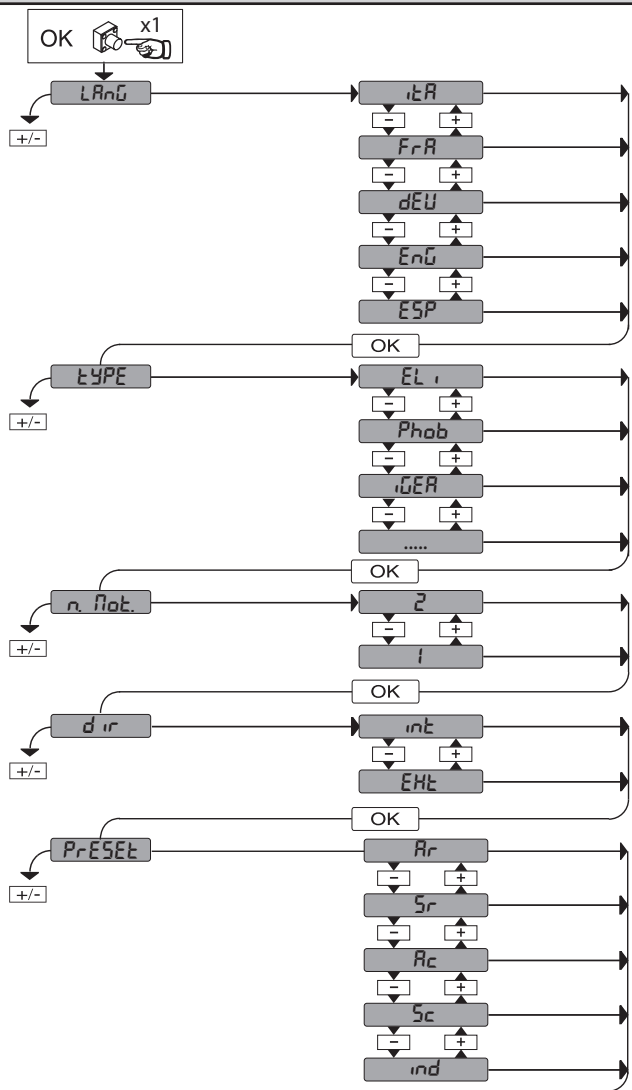 OK x1
LAnG
ItA
+/-
- +
FrA
- +
dEU
- +
EnG
- +
ESP
OK
tYPE
ELi
+/-
- +
Phob
- +
iGEA
- +
.....
OK
n. Mot.
2
+/-
- +
1
OK
dir
int
+/-
- +
EHt
OK
PrESEt
Ar
+/-
- +
Sr
- +
Ac
- +
Sc
- +
ind